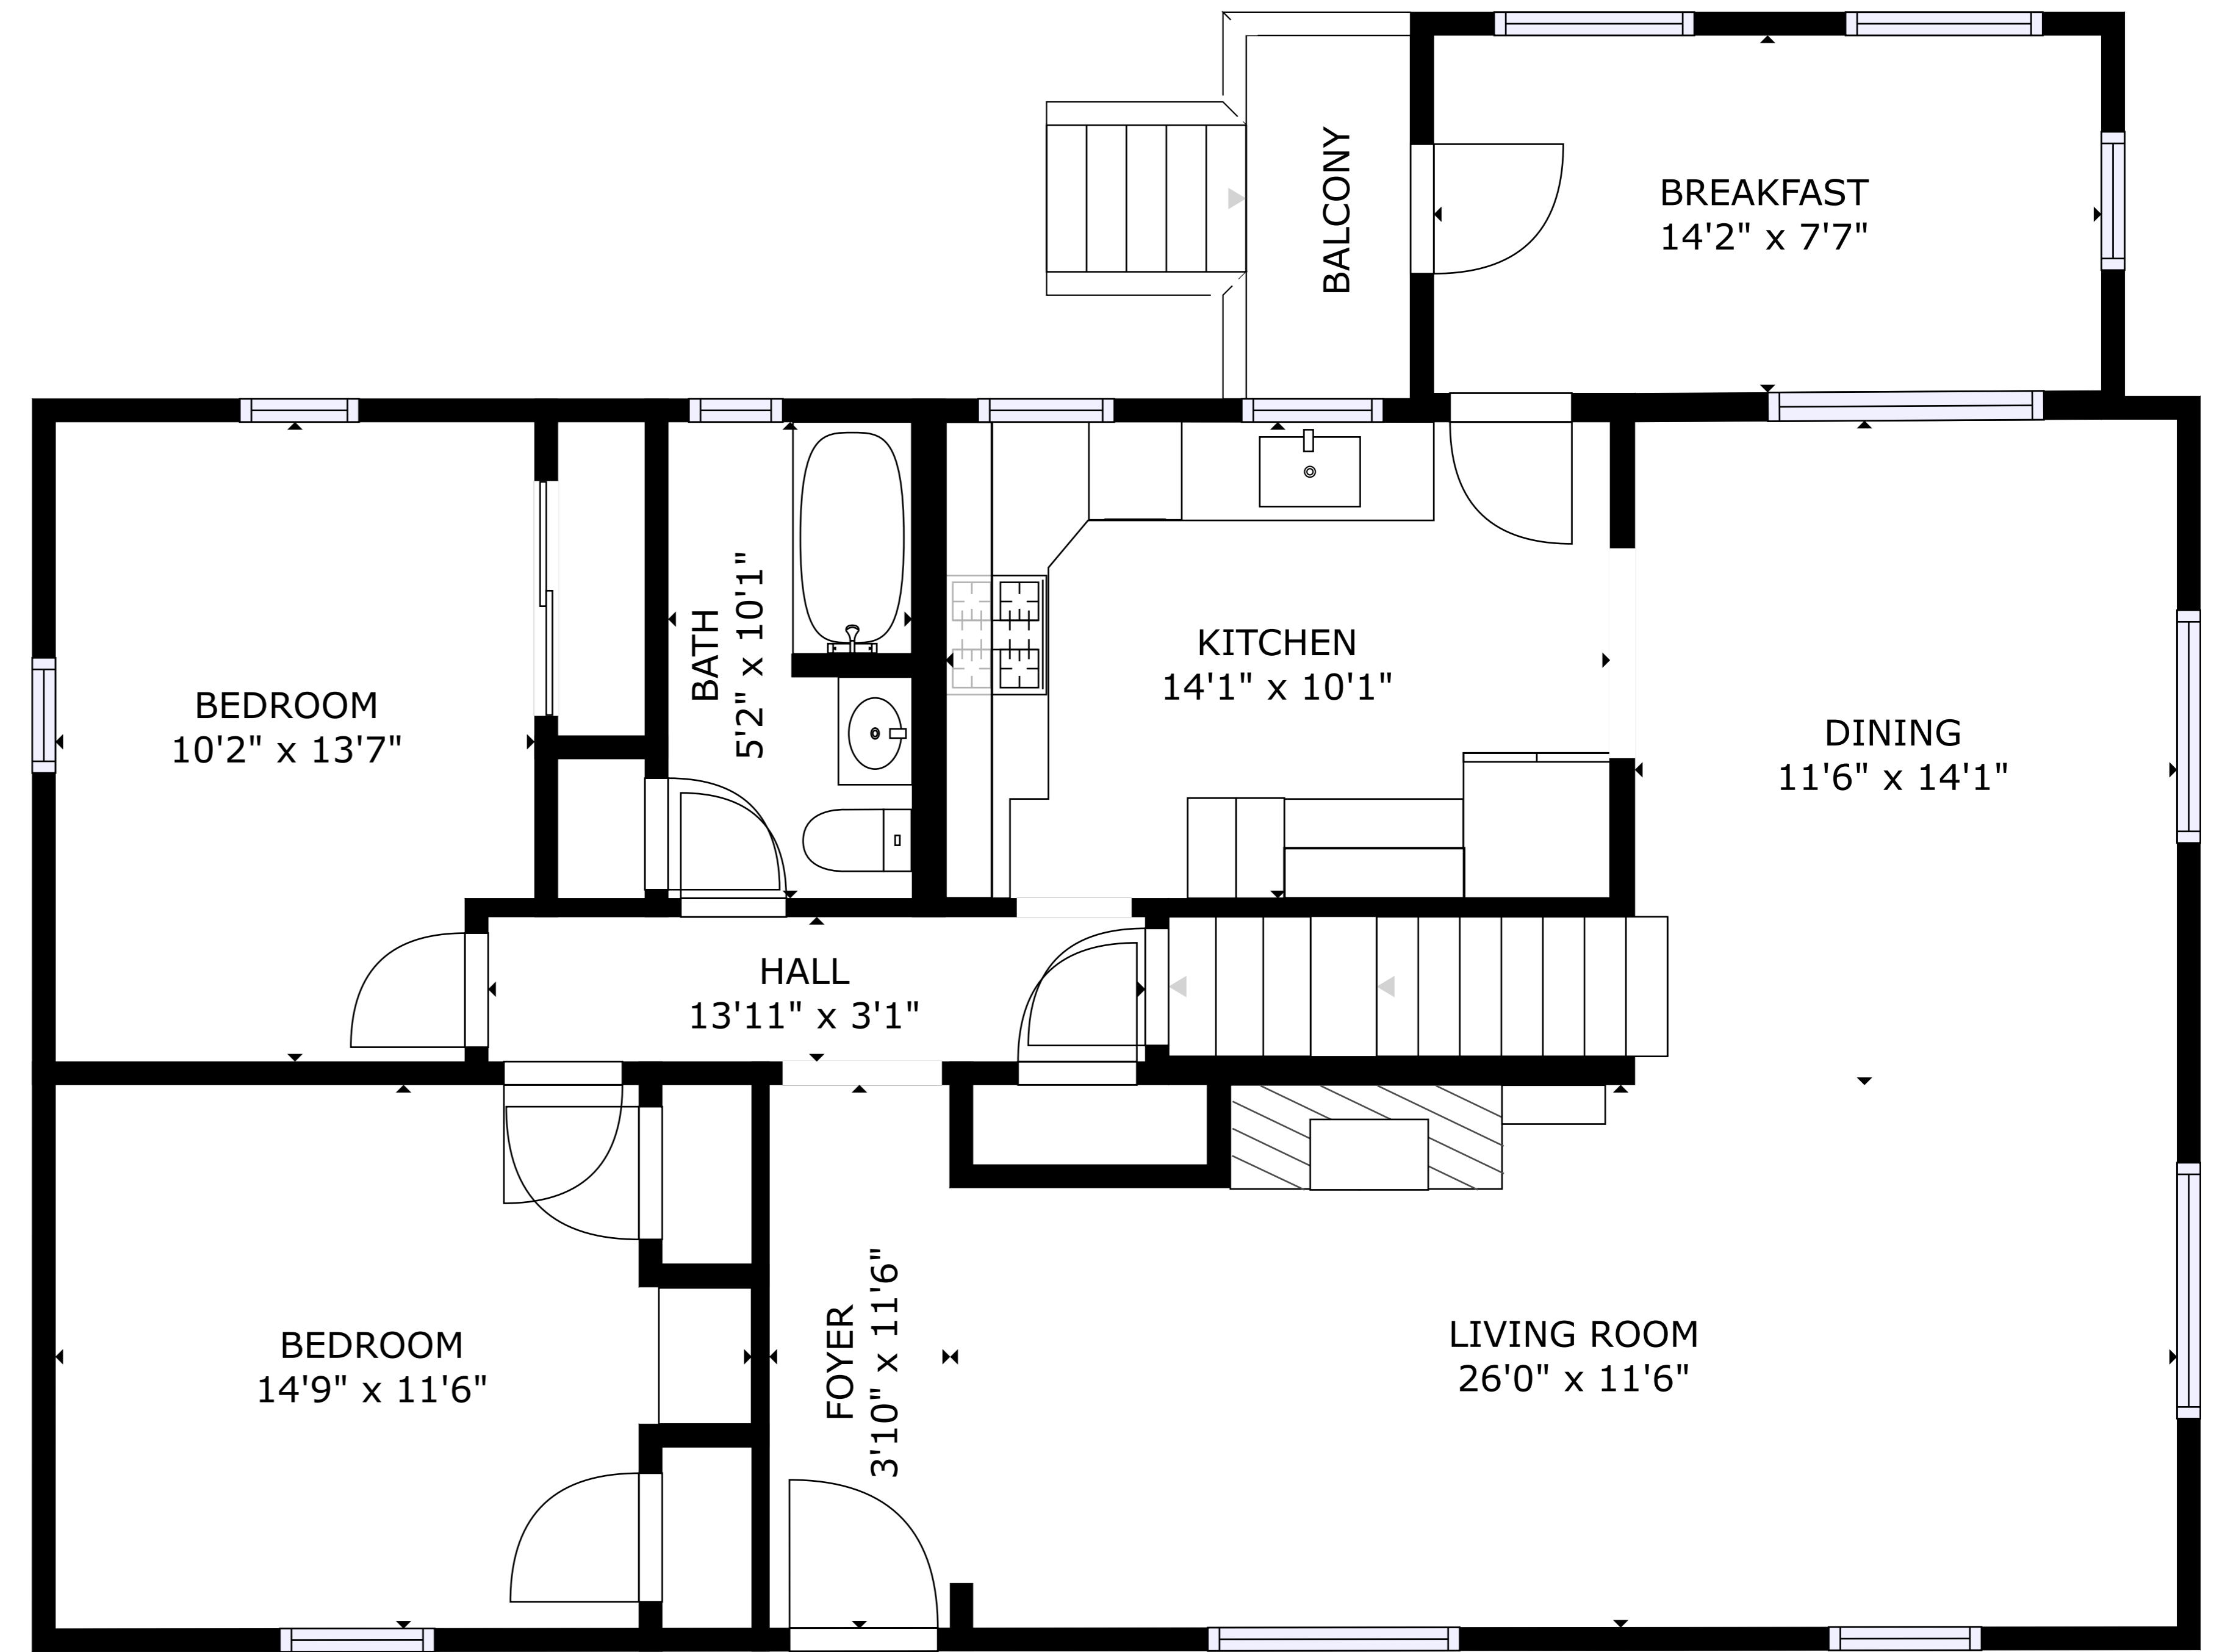 BALCONY
BREAKFAST
14'2" x 7'7"
BEDROOM
10'2" x 13'7"
BATH
5'2" x 10'1"
KITCHEN
14'1" x 10'1"
DINING
11'6" x 14'1"
HALL
13'11" x 3'1"
BEDROOM
14'9" x 11'6"
FOYER
3'10" x 11'6"
LIVING ROOM
26'0" x 11'6"